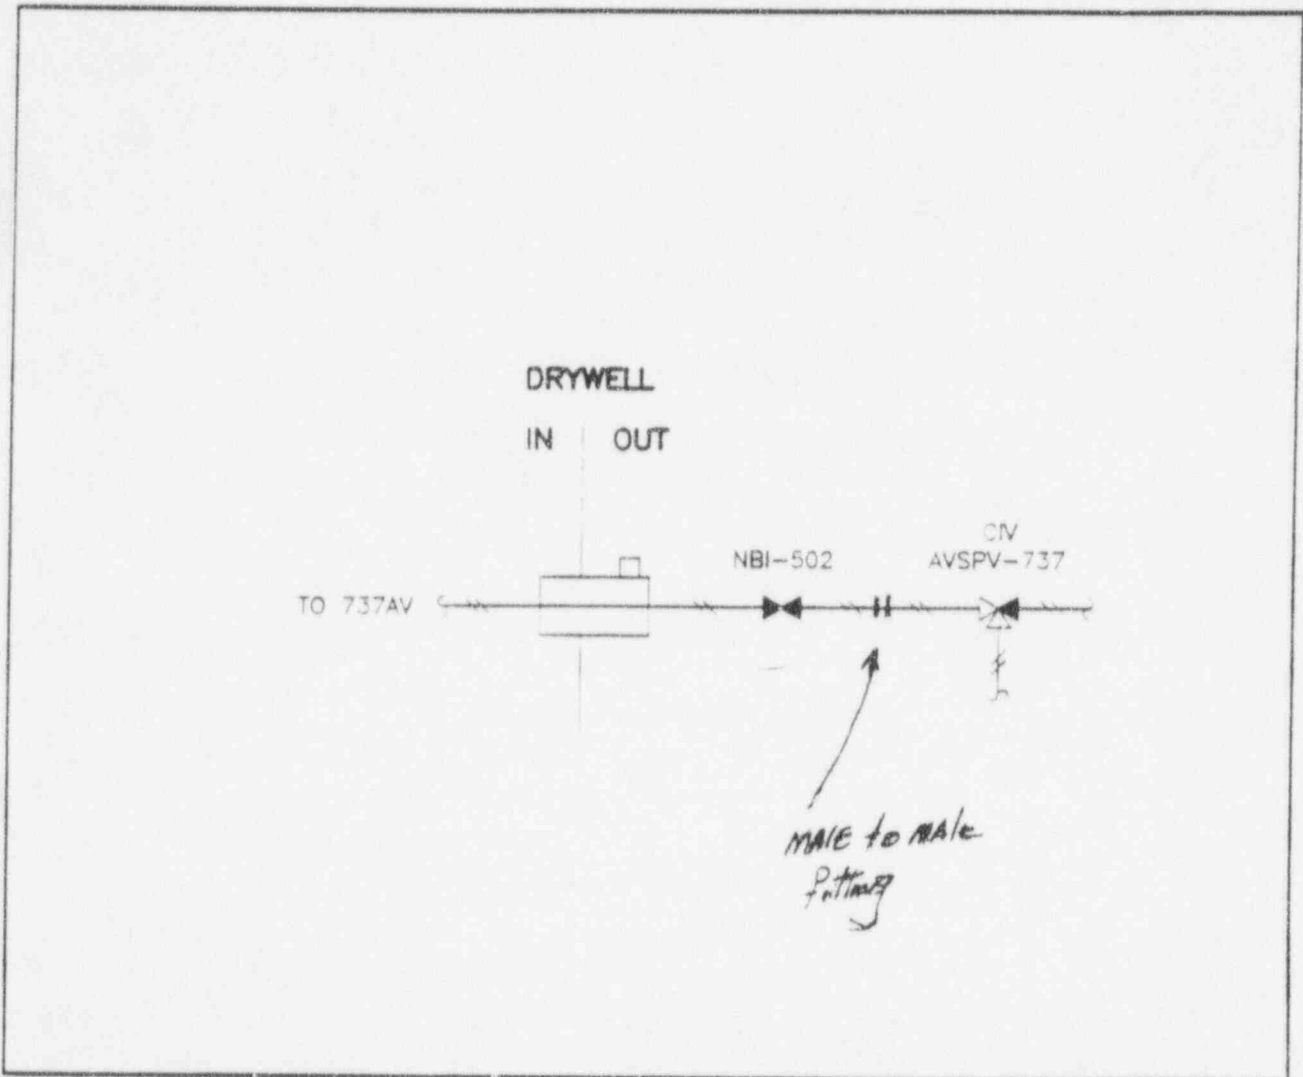 DRYWELL
IN OUT
CIV
NBI-502 AVSPV-737
TO 737AV
MALE to MALE
fitting